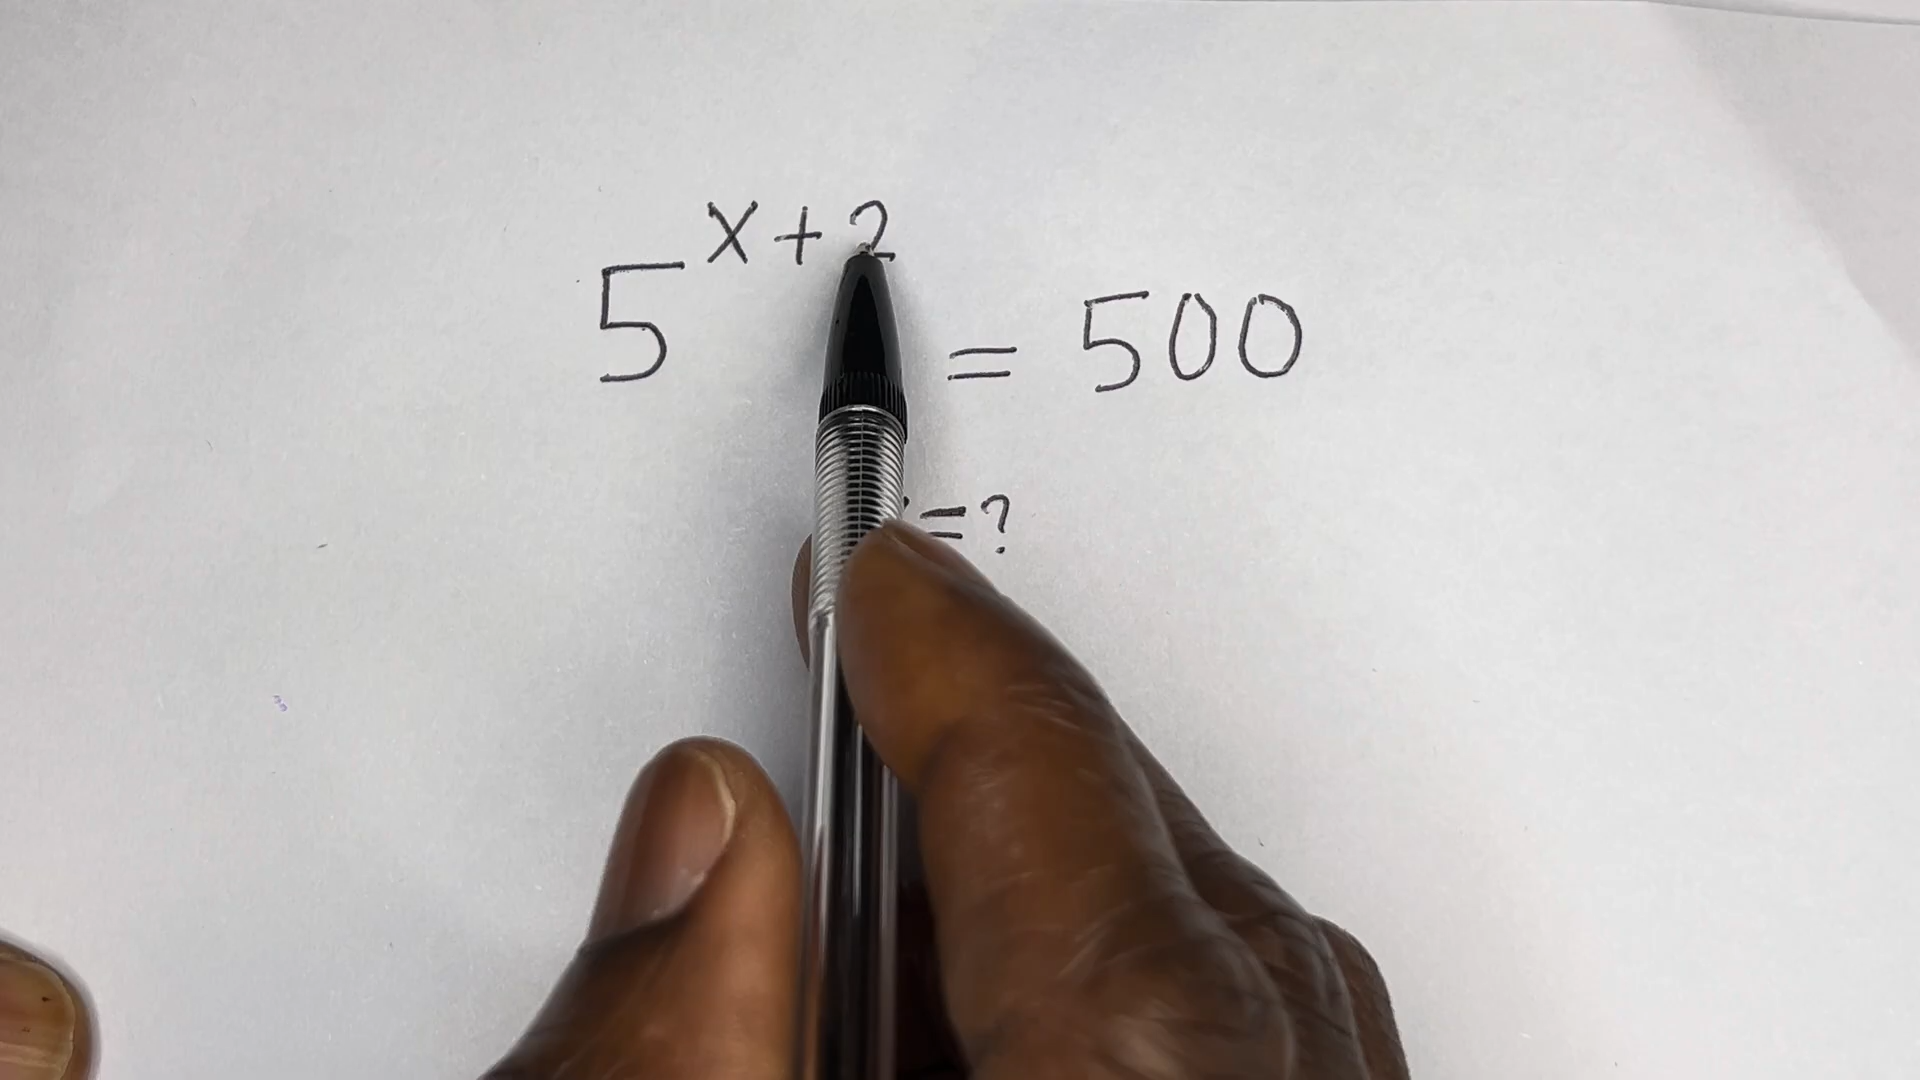 5^{x+2} = 500
= ?